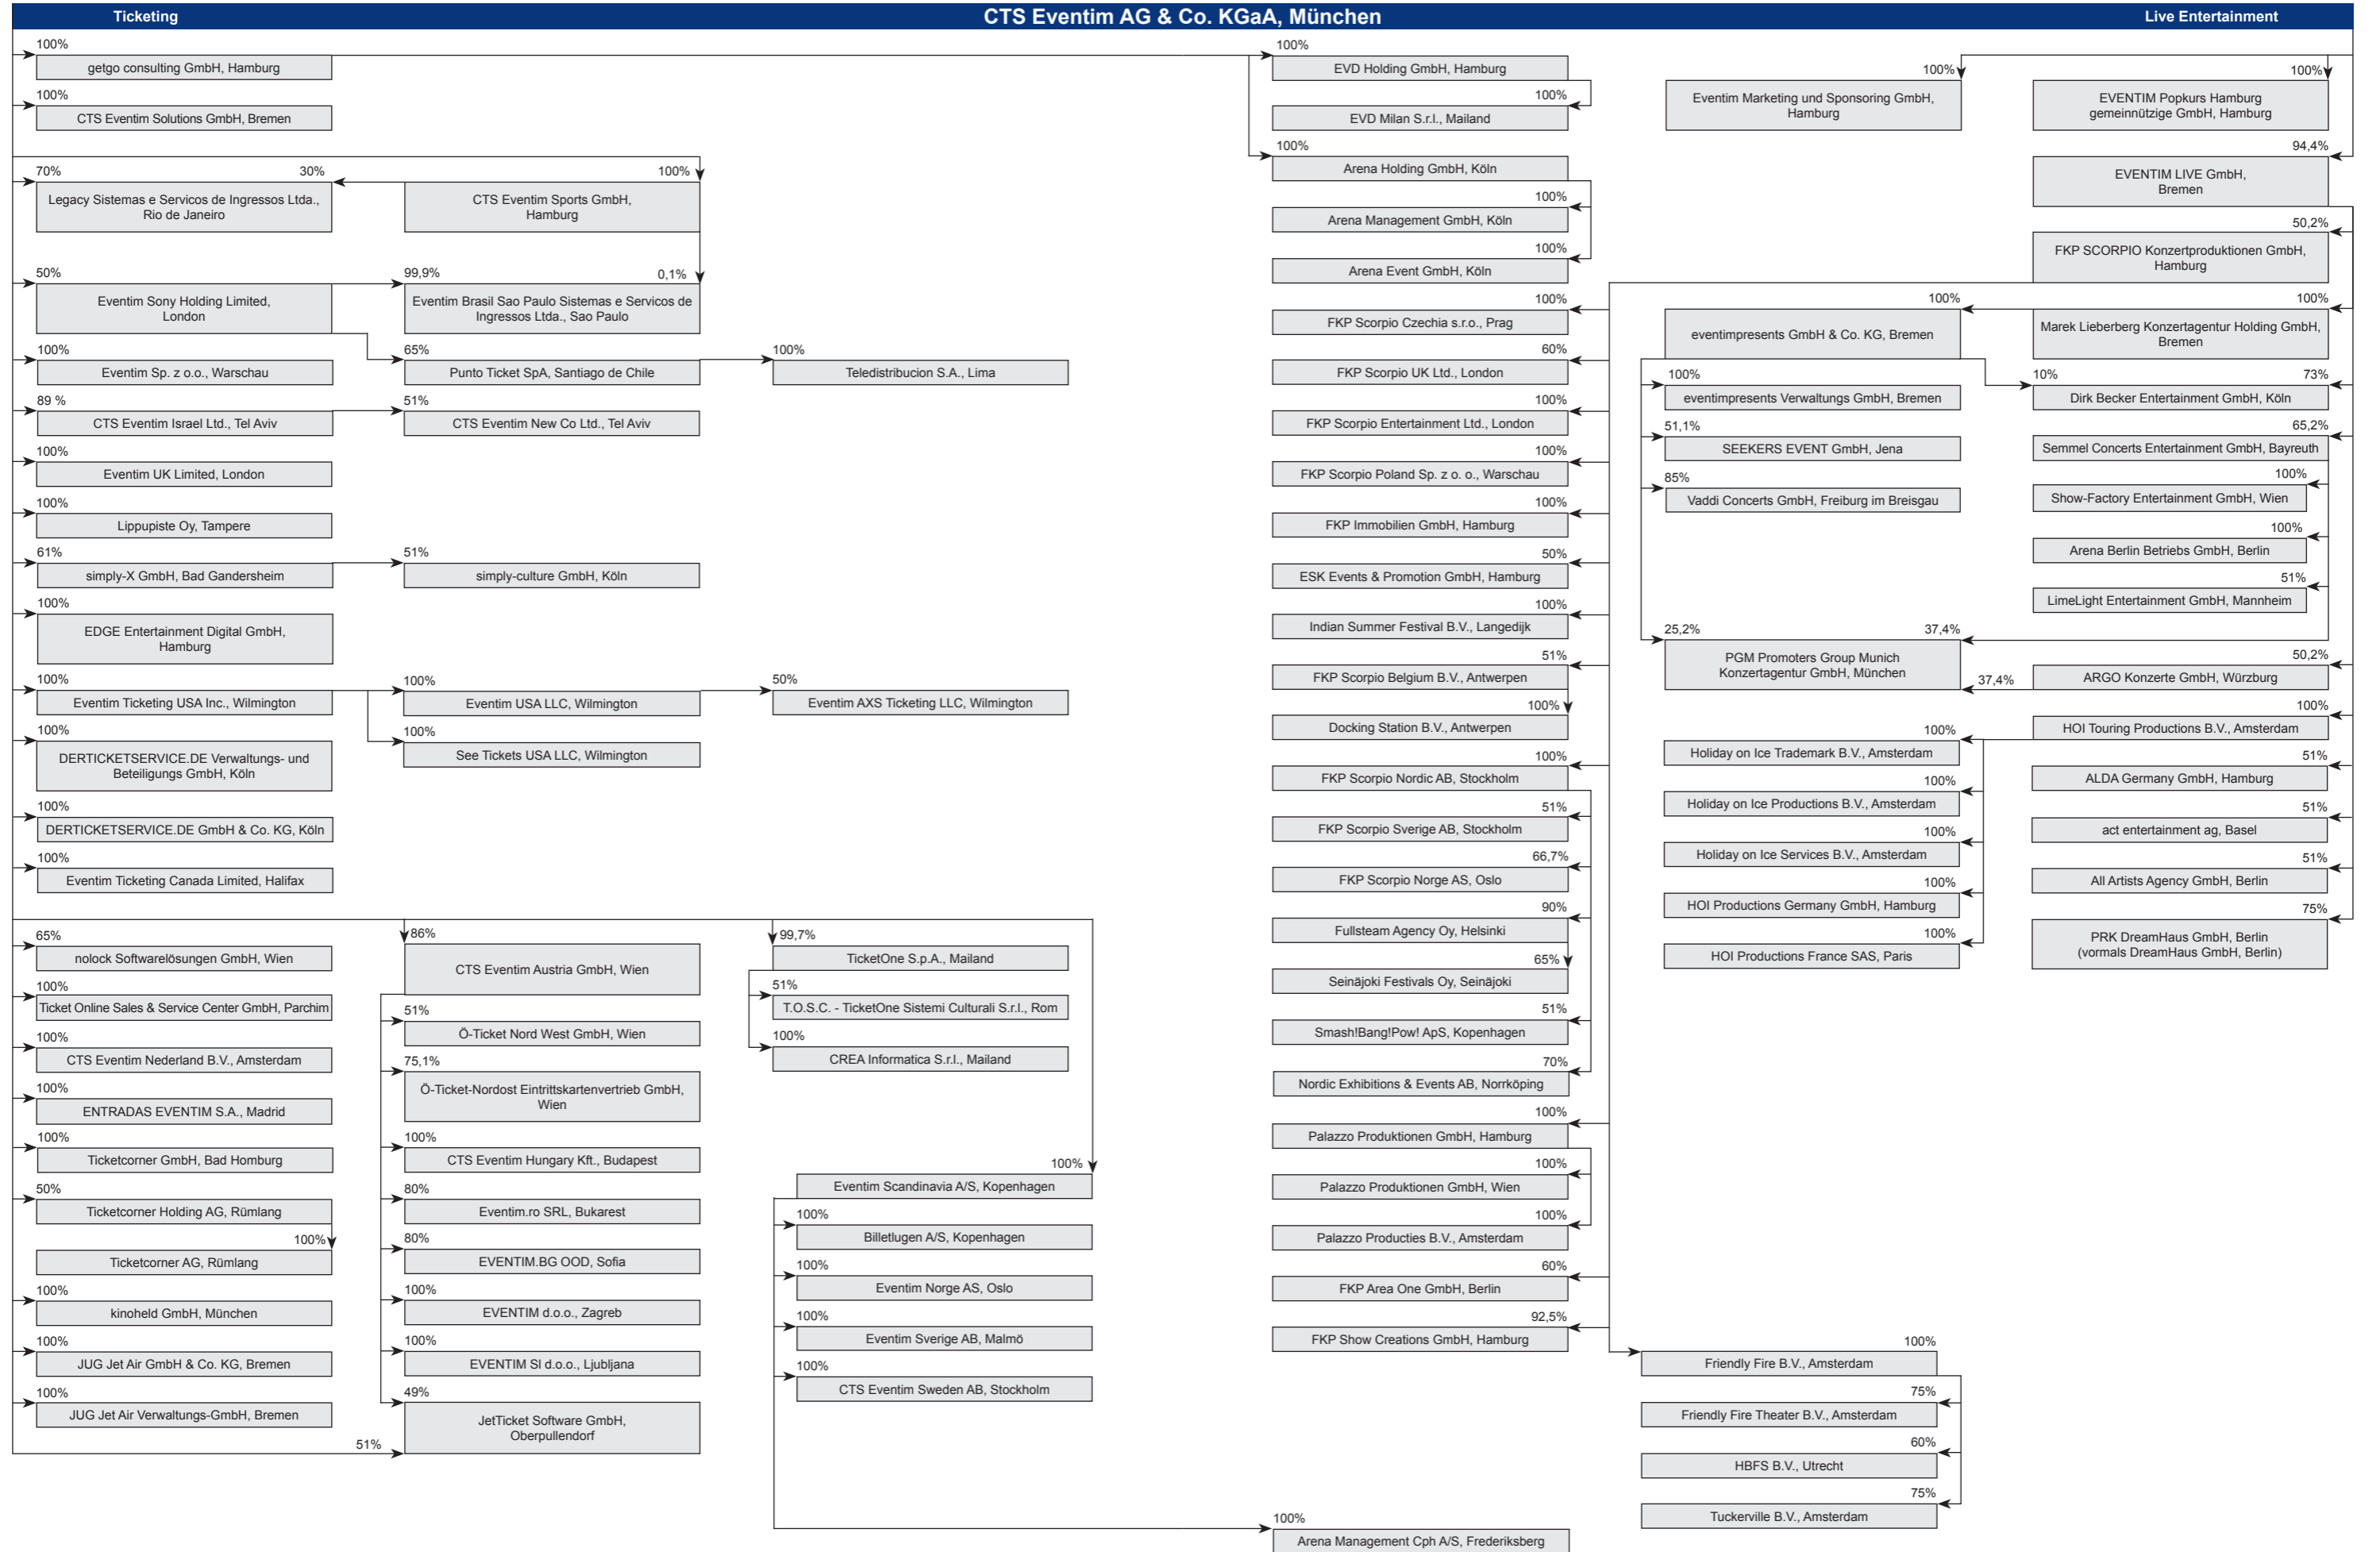 Ticketing
CTS Eventim AG & Co. KGaA, München
Live Entertainment
100%
getgo consulting GmbH, Hamburg
100%
CTS Eventim Solutions GmbH, Bremen
70%
30%
Legacy Sistemas e Servicos de Ingressos Ltda.,
Rio de Janeiro
100%
CTS Eventim Sports GmbH,
Hamburg
50%
Eventim Sony Holding Limited,
London
99,9%
0,1%
Eventim Brasil Sao Paulo Sistemas e Servicos de
Ingressos Ltda., Sao Paulo
100%
Eventim Sp. z o.o., Warschau
65%
Punto Ticket SpA, Santiago de Chile
100%
Teledistribucion S.A., Lima
89 %
CTS Eventim Israel Ltd., Tel Aviv
51%
CTS Eventim New Co Ltd., Tel Aviv
100%
Eventim UK Limited, London
100%
Lippupiste Oy, Tampere
61%
simply-X GmbH, Bad Gandersheim
51%
simply-culture GmbH, Köln
100%
EDGE Entertainment Digital GmbH,
Hamburg
100%
Eventim Ticketing USA Inc., Wilmington
100%
Eventim USA LLC, Wilmington
50%
Eventim AXS Ticketing LLC, Wilmington
100%
DERTICKETSERVICE.DE Verwaltungs- und
Beteiligungs GmbH, Köln
100%
See Tickets USA LLC, Wilmington
100%
DERTICKETSERVICE.DE GmbH & Co. KG, Köln
100%
Eventim Ticketing Canada Limited, Halifax
65%
nolock Softwarelösungen GmbH, Wien
100%
Ticket Online Sales & Service Center GmbH, Parchim
100%
CTS Eventim Nederland B.V., Amsterdam
100%
ENTRADAS EVENTIM S.A., Madrid
100%
Ticketcorner GmbH, Bad Homburg
50%
Ticketcorner Holding AG, Rümlang
100%
Ticketcorner AG, Rümlang
100%
kinoheld GmbH, München
100%
JUG Jet Air GmbH & Co. KG, Bremen
100%
JUG Jet Air Verwaltungs-GmbH, Bremen
86%
CTS Eventim Austria GmbH, Wien
51%
Ö-Ticket Nord West GmbH, Wien
75,1%
Ö-Ticket-Nordost Eintrittskartenvertrieb GmbH,
Wien
100%
CTS Eventim Hungary Kft., Budapest
80%
Eventim.ro SRL, Bukarest
80%
EVENTIM.BG OOD, Sofia
100%
EVENTIM d.o.o., Zagreb
100%
EVENTIM SI d.o.o., Ljubljana
49%
JetTicket Software GmbH,
Oberpullendorf
51%
99,7%
TicketOne S.p.A., Mailand
51%
T.O.S.C. - TicketOne Sistemi Culturali S.r.l., Rom
100%
CREA Informatica S.r.l., Mailand
100%
Eventim Scandinavia A/S, Kopenhagen
100%
Billetlugen A/S, Kopenhagen
100%
Eventim Norge AS, Oslo
100%
Eventim Sverige AB, Malmö
100%
CTS Eventim Sweden AB, Stockholm
100%
Arena Management Cph A/S, Frederiksberg
100%
EVD Holding GmbH, Hamburg
100%
EVD Milan S.r.l., Mailand
100%
Arena Holding GmbH, Köln
100%
Arena Management GmbH, Köln
100%
Arena Event GmbH, Köln
100%
FKP Scorpio Czechia s.r.o., Prag
60%
FKP Scorpio UK Ltd., London
100%
FKP Scorpio Entertainment Ltd., London
100%
FKP Scorpio Poland Sp. z o. o., Warschau
100%
FKP Immobilien GmbH, Hamburg
50%
ESK Events & Promotion GmbH, Hamburg
100%
Indian Summer Festival B.V., Langedijk
51%
FKP Scorpio Belgium B.V., Antwerpen
100%
Docking Station B.V., Antwerpen
100%
FKP Scorpio Nordic AB, Stockholm
51%
FKP Scorpio Sverige AB, Stockholm
66,7%
FKP Scorpio Norge AS, Oslo
90%
Fullsteam Agency Oy, Helsinki
65%
Seinäjoki Festivals Oy, Seinäjoki
51%
Smash!Bang!Pow! ApS, Kopenhagen
70%
Nordic Exhibitions & Events AB, Norrköping
100%
Palazzo Produktionen GmbH, Hamburg
100%
Palazzo Produktionen GmbH, Wien
100%
Palazzo Producties B.V., Amsterdam
60%
FKP Area One GmbH, Berlin
92,5%
FKP Show Creations GmbH, Hamburg
100%
Friendly Fire B.V., Amsterdam
75%
Friendly Fire Theater B.V., Amsterdam
60%
HBFS B.V., Utrecht
75%
Tuckerville B.V., Amsterdam
100%
Eventim Marketing und Sponsoring GmbH,
Hamburg
100%
EVENTIM Popkurs Hamburg
gemeinnützige GmbH, Hamburg
94,4%
EVENTIM LIVE GmbH,
Bremen
50,2%
FKP SCORPIO Konzertproduktionen GmbH,
Hamburg
100%
eventimpresents GmbH & Co. KG, Bremen
100%
Marek Lieberberg Konzertagentur Holding GmbH,
Bremen
100%
eventimpresents Verwaltungs GmbH, Bremen
10%
73%
Dirk Becker Entertainment GmbH, Köln
51,1%
SEEKERS EVENT GmbH, Jena
65,2%
Semmel Concerts Entertainment GmbH, Bayreuth
85%
Vaddi Concerts GmbH, Freiburg im Breisgau
100%
Show-Factory Entertainment GmbH, Wien
100%
Arena Berlin Betriebs GmbH, Berlin
51%
LimeLight Entertainment GmbH, Mannheim
25,2%
37,4%
PGM Promoters Group Munich
Konzertagentur GmbH, München
37,4%
50,2%
ARGO Konzerte GmbH, Würzburg
100%
HOI Touring Productions B.V., Amsterdam
100%
Holiday on Ice Trademark B.V., Amsterdam
51%
ALDA Germany GmbH, Hamburg
100%
Holiday on Ice Productions B.V., Amsterdam
51%
act entertainment ag, Basel
100%
Holiday on Ice Services B.V., Amsterdam
51%
All Artists Agency GmbH, Berlin
100%
HOI Productions Germany GmbH, Hamburg
75%
PRK DreamHaus GmbH, Berlin
(vormals DreamHaus GmbH, Berlin)
100%
HOI Productions France SAS, Paris